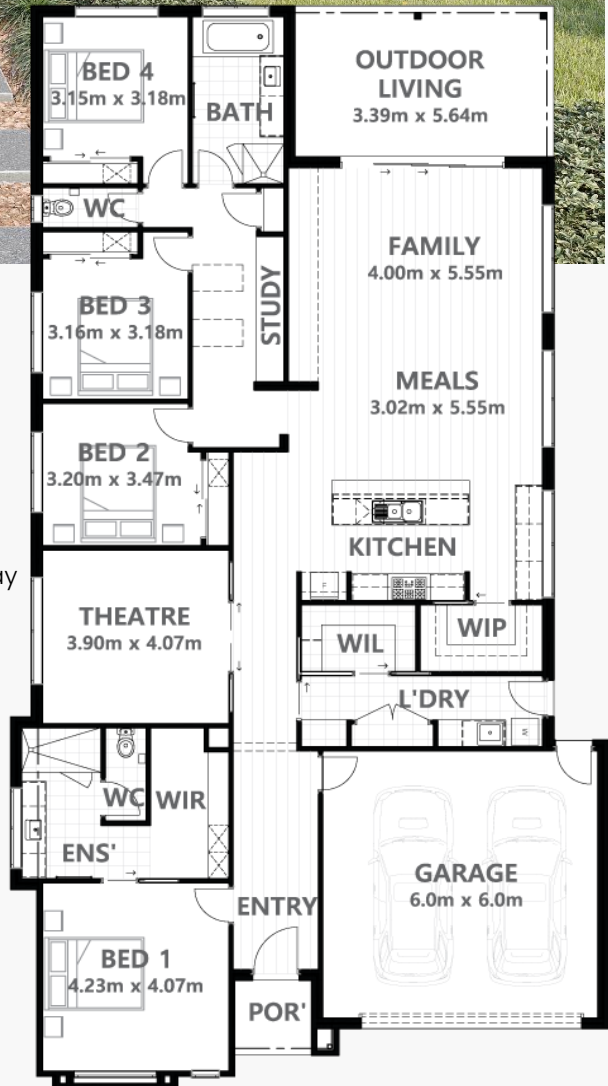 BED 4
3.15m x 3.18m
BATH
OUTDOOR
LIVING
3.39m x 5.64m
WC
BED 3
3.16m x 3.18m
STUDY
FAMILY
4.00m x 5.55m
MEALS
3.02m x 5.55m
BED 2
3.20m x 3.47m
KITCHEN
F
ay
THEATRE
3.90m x 4.07m
WIL
WIP
L'DRY
W
WC
WIR
ENS'
GARAGE
6.0m x 6.0m
ENTRY
BED 1
4.23m x 4.07m
POR'